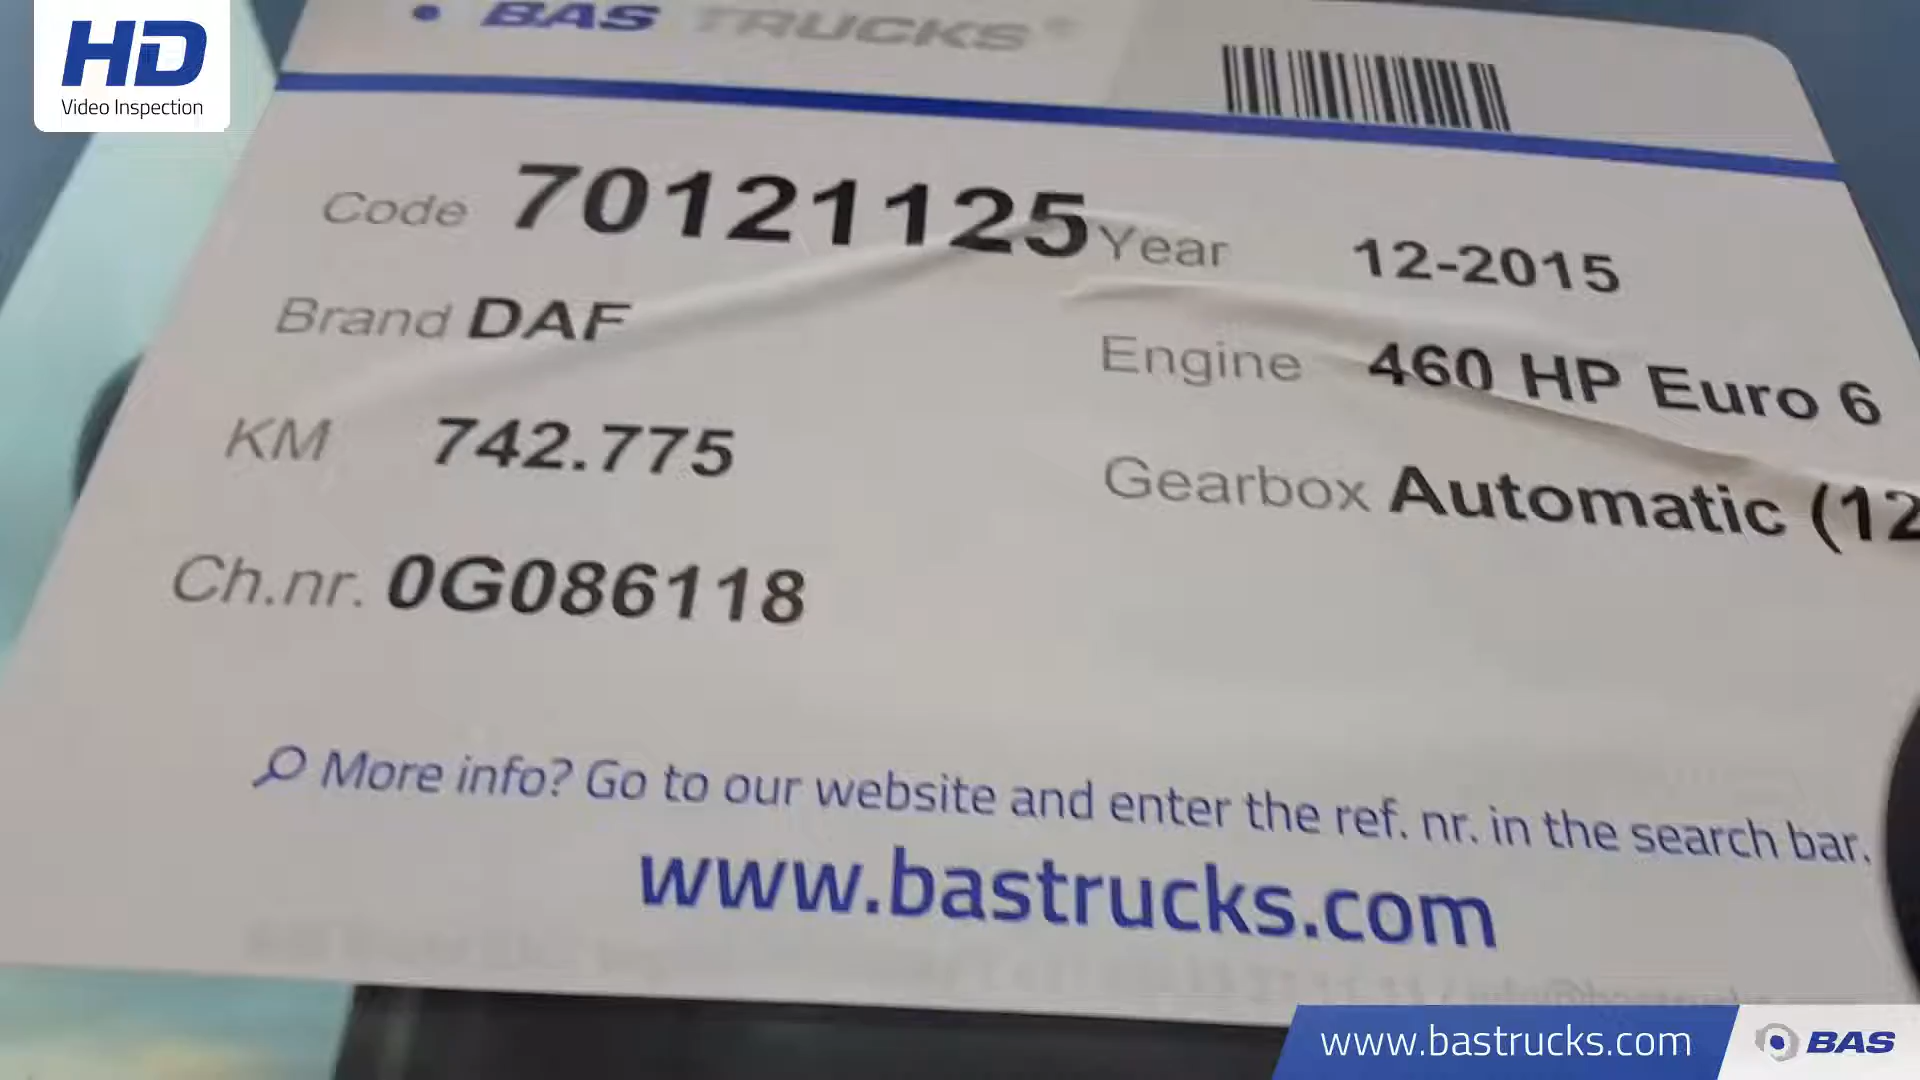 HD
Video Inspection
BAS TRUCKS®
Code 70121125 Year 12-2015
Brand DAF
Engine 460 HP Euro 6
KM 742.775
Gearbox Automatic (12
Ch.nr. 0G086118
More info? Go to our website and enter the ref. nr. in the search bar.
www.bastrucks.com
www.bastrucks.com
BAS